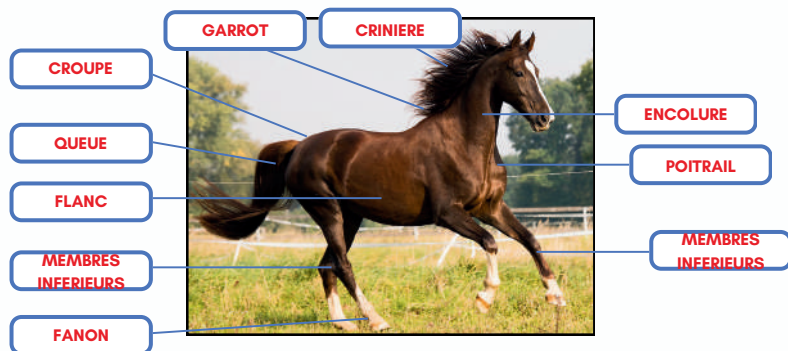 GARROT
CRINIERE
CROUPE
ENCOLURE
QUEUE
POITRAIL
FLANC
MEMBRES
INFERIEURS
MEMBRES
INFERIEURS
FANON